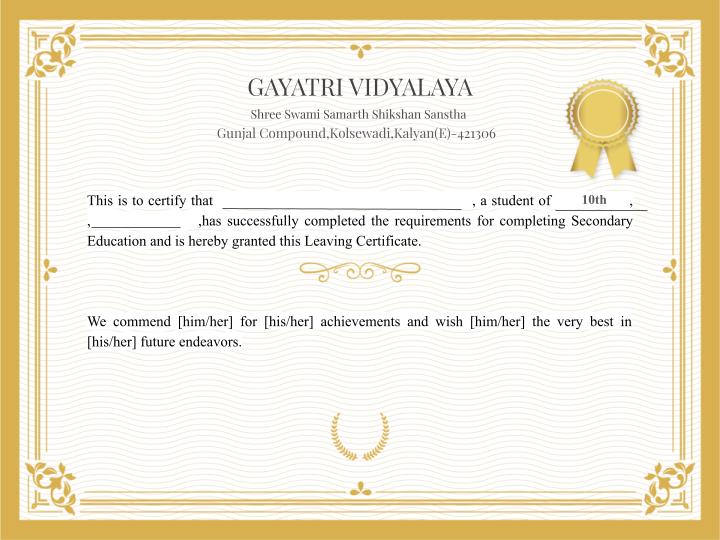 GAYATRI VIDYALAYA
Shree Swami Samarth Shikshan Sanstha
Gunjal Compound,Kolsewadi,Kalyan(E)-421306
This is to certify that ______________________________ , a student of ___10th___ ,
,____________ ,has successfully completed the requirements for completing Secondary
Education and is hereby granted this Leaving Certificate.
We commend [him/her] for [his/her] achievements and wish [him/her] the very best in
[his/her] future endeavors.